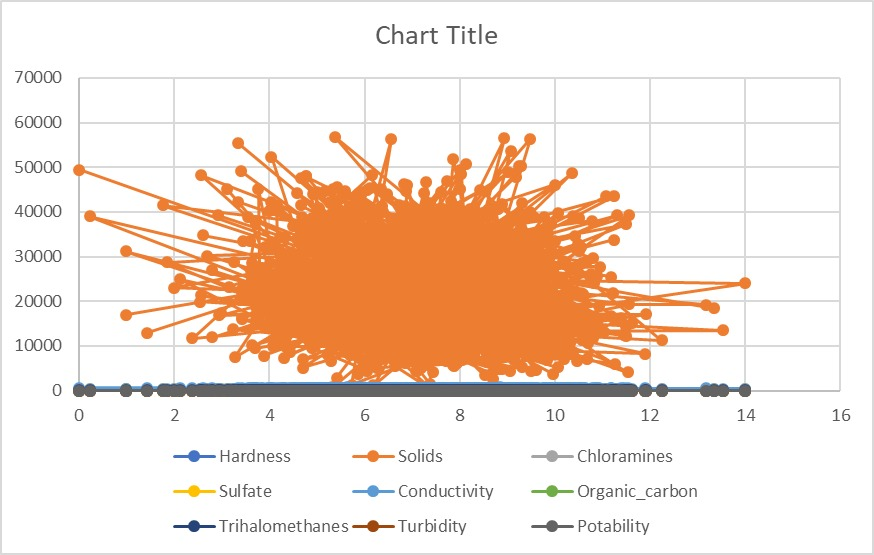 Chart Title
70000
60000
50000
40000
30000
20000
10000
0
0 2 4 6 8 10 12 14 16
Hardness Solids Chloramines
Sulfate Conductivity Organic_carbon
Trihalomethanes Turbidity Potability